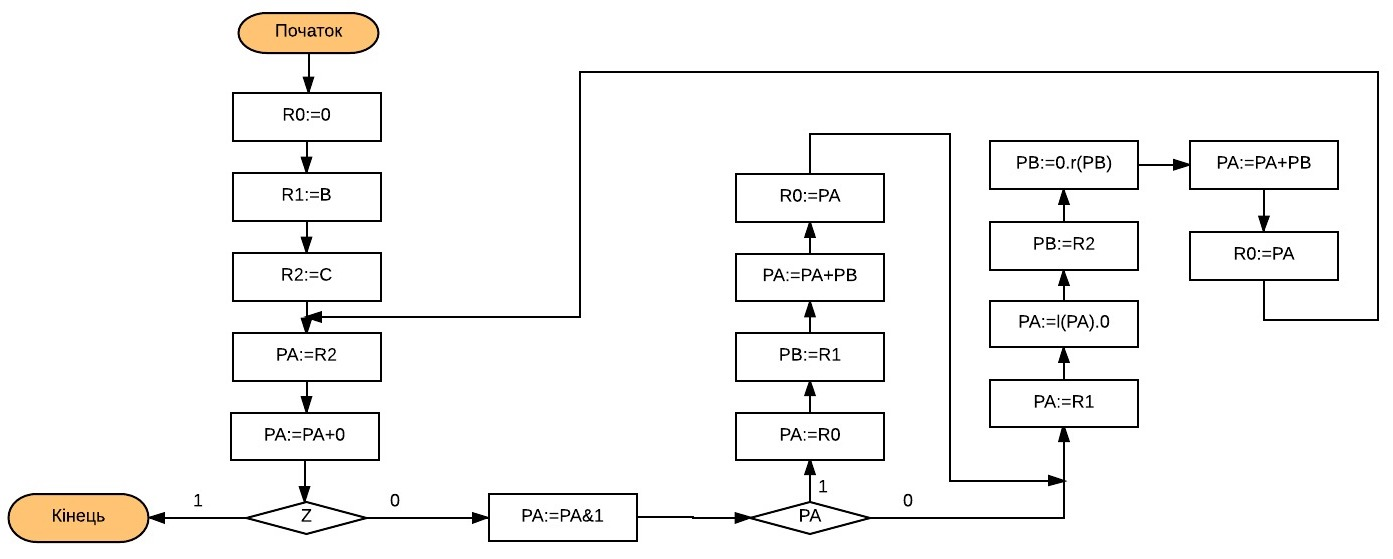 Початок
R0:=0
R1:=B
R2:=C
PA:=R2
PA:=PA+0
Z
1
Кінець
0
PA:=PA&1
PA
1
0
PA:=R0
PB:=R1
PA:=PA+PB
R0:=PA
PA:=R1
PA:=l(PA).0
PB:=R2
PB:=0.r(PB)
PA:=PA+PB
R0:=PA